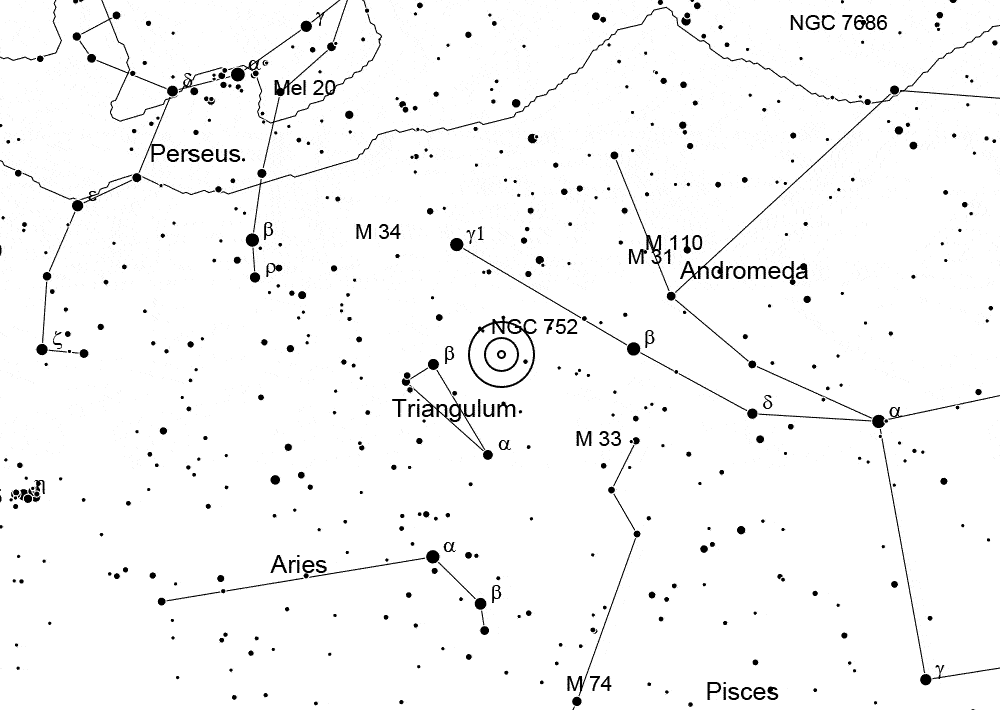 γ
NGC 7686
α
δ
Mel 20
Perseus
ε
β
M 34
γ1
M 110
M 31
ρ
Andromeda
NGC 752
ζ
β
β
Triangulum
δ
α
M 33
α
η
α
Aries
β
γ
M 74
Pisces